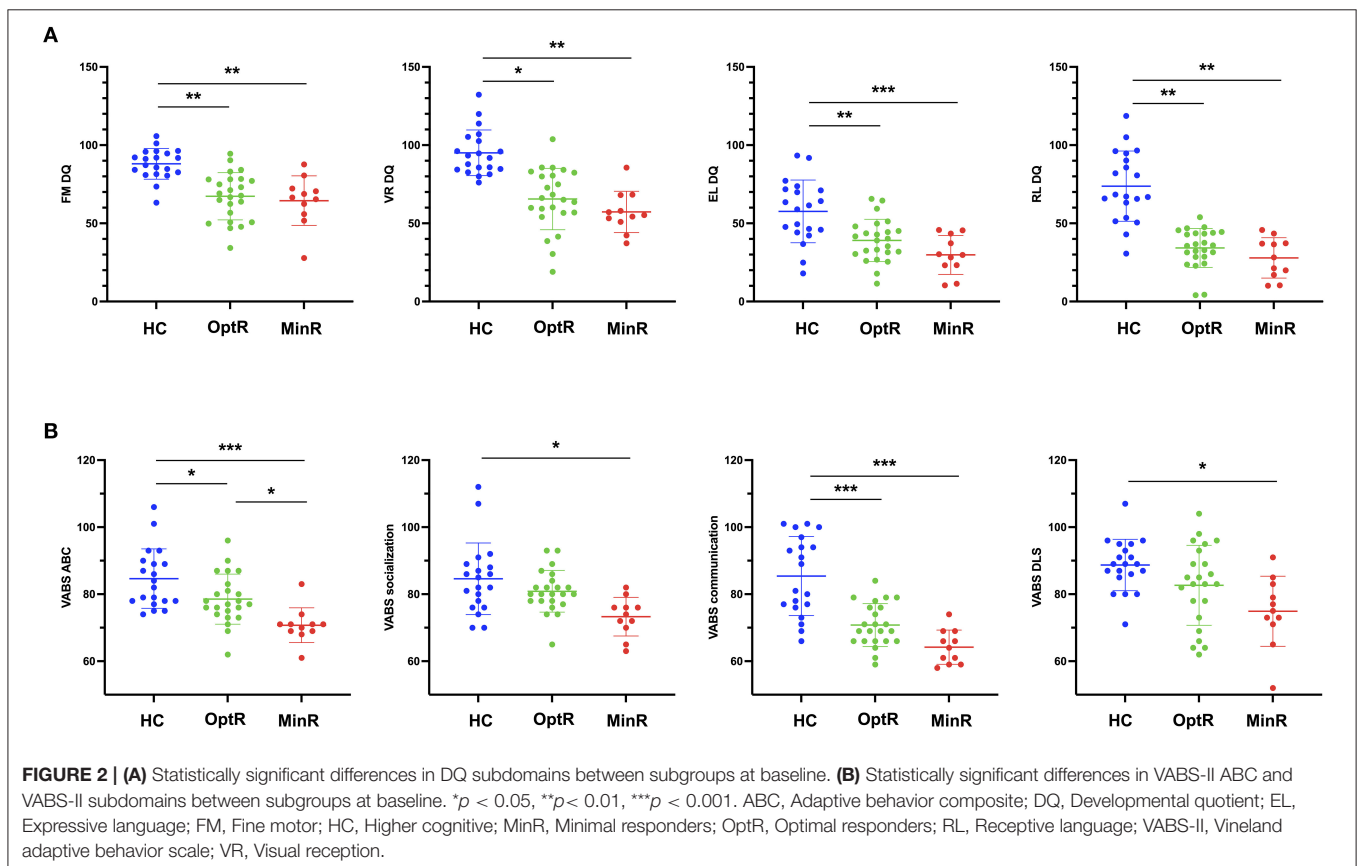 A
**
**
150
100
50
0
FM DQ
HC OptR MinR
**
*
150
100
50
0
VR DQ
HC OptR MinR
***
**
150
100
50
0
EL DQ
HC OptR MinR
**
**
150
100
50
0
RL DQ
HC OptR MinR
B
***
*
*
120
100
80
60
VABS ABC
HC OptR MinR
*
120
100
80
60
VABS socialization
HC OptR MinR
***
***
120
100
80
60
VABS communication
HC OptR MinR
*
120
100
80
60
VABS DLS
HC OptR MinR
FIGURE 2 | (A) Statistically significant differences in DQ subdomains between subgroups at baseline. (B) Statistically significant differences in VABS-II ABC and
VABS-II subdomains between subgroups at baseline. *p < 0.05, **p< 0.01, ***p < 0.001. ABC, Adaptive behavior composite; DQ, Developmental quotient; EL,
Expressive language; FM, Fine motor; HC, Higher cognitive; MinR, Minimal responders; OptR, Optimal responders; RL, Receptive language; VABS-II, Vineland
adaptive behavior scale; VR, Visual reception.